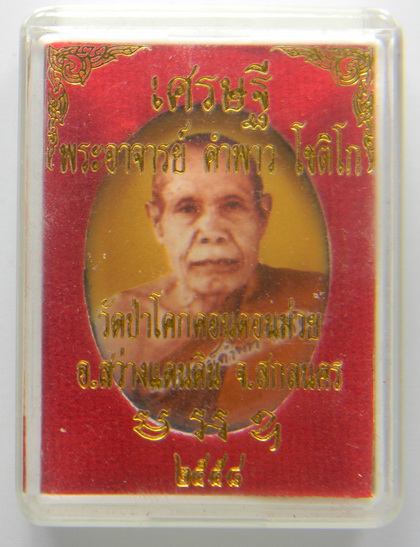 เศรษฐี
พระอาจารย์ คำพาว โชติโก
วัดป่าโคกคอนดอนม่วย
อ.สว่างแดนดิน จ.สกลนคร
๒๕๕๘